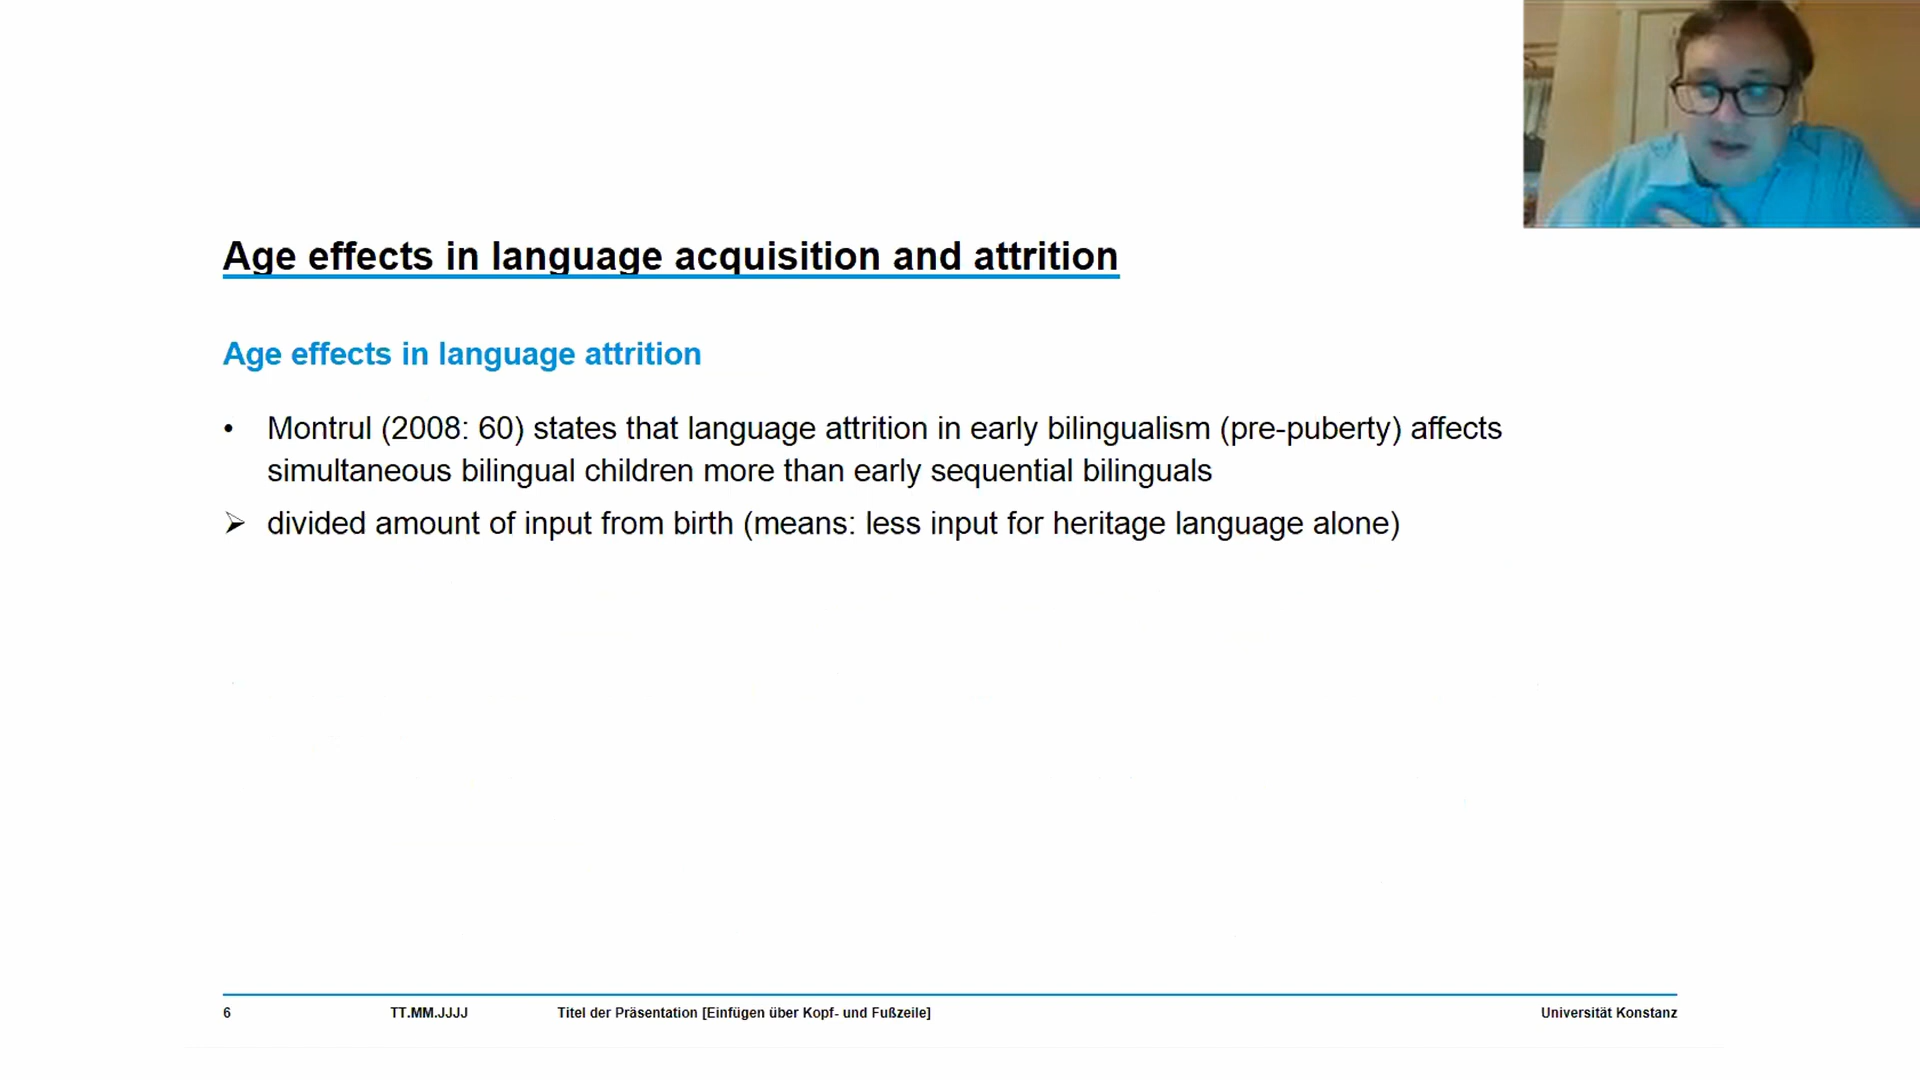 Age effects in language acquisition and attrition
Age effects in language attrition
• Montrul (2008: 60) states that language attrition in early bilingualism (pre-puberty) affects
simultaneous bilingual children more than early sequential bilinguals
➢ divided amount of input from birth (means: less input for heritage language alone)
6 TT.MM.JJJJ Titel der Präsentation [Einfügen über Kopf- und Fußzeile] Universität Konstanz